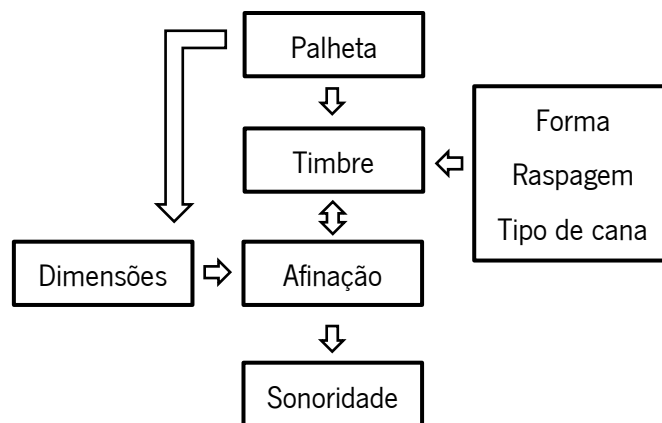 Palheta
Timbre
Forma
Raspagem
Tipo de cana
Dimensões
Afinação
Sonoridade